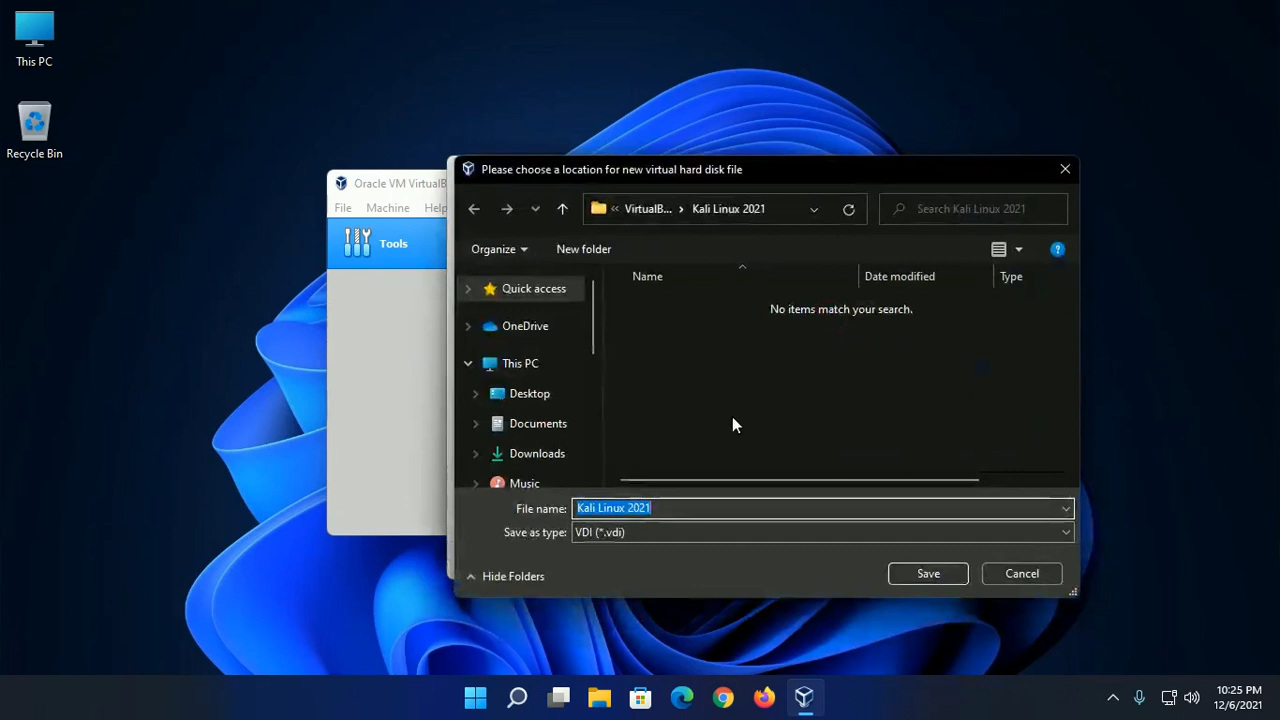 This PC
Recycle Bin
Oracle VM VirtualB
File Machine Help
Tools
Please choose a location for new virtual hard disk file
« VirtualB... › Kali Linux 2021
Search Kali Linux 2021
Organize
New folder
Name
Date modified
Type
No items match your search.
Quick access
OneDrive
This PC
Desktop
Documents
Downloads
Music
File name: Kali Linux 2021
Save as type: VDI (*.vdi)
Hide Folders
Save
Cancel
10:25 PM
12/6/2021